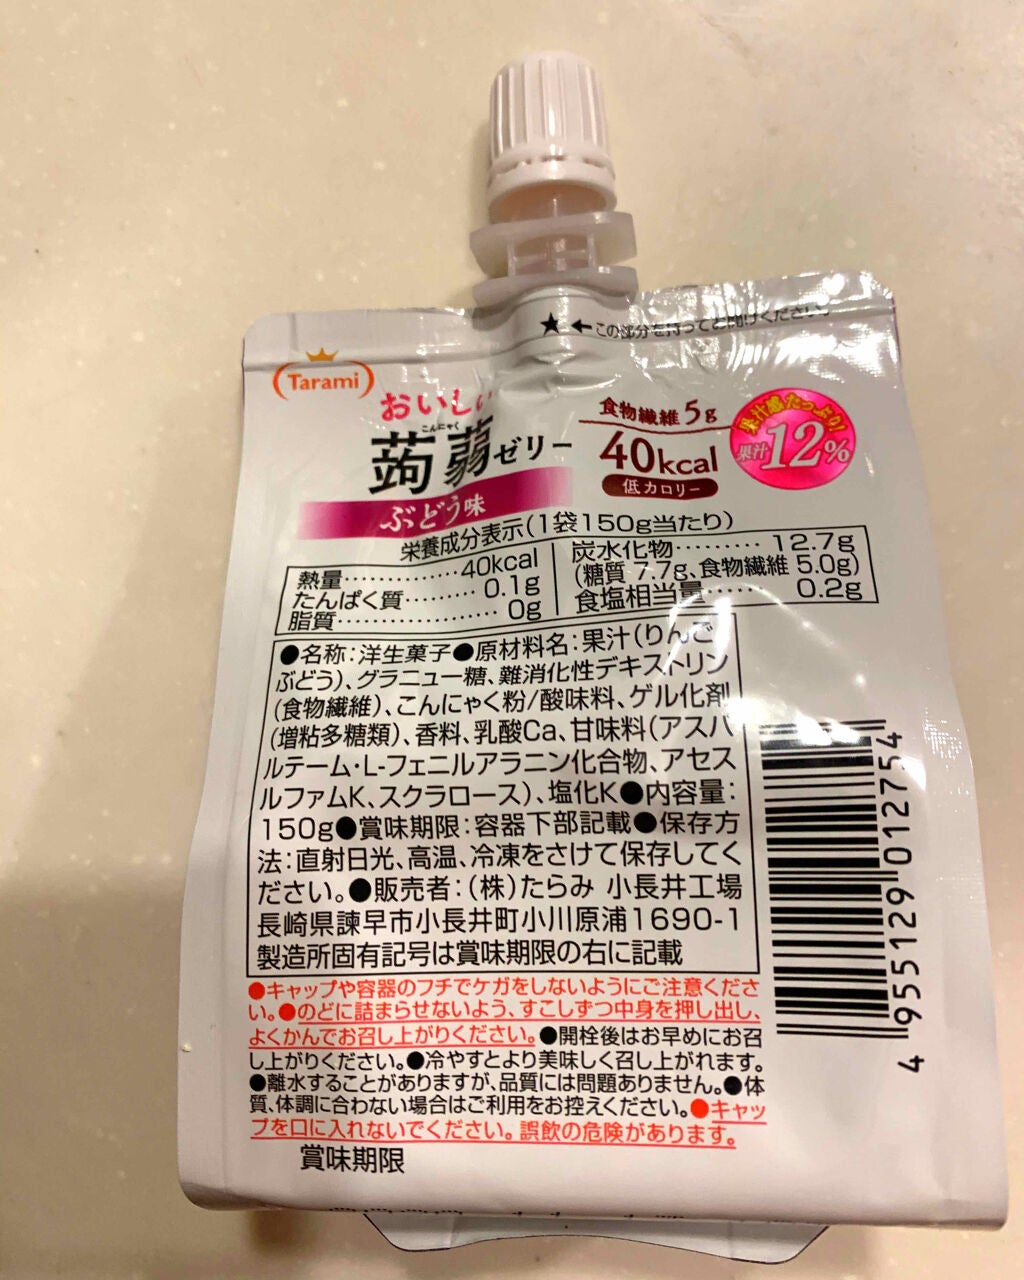 ★←この部分を持ってお開けください。
Tarami
おいしい
こんにゃく
蒟蒻ゼリー
ぶどう味
食物繊維5g
40kcal
低カロリー
果汁感たっぷり!
果汁12%
栄養成分表示(1袋150g当たり)
熱量··············40kcal
たんぱく質········· 0.1g
脂質··················· 0g
炭水化物········· 12.7g
(糖質 7.7g、食物繊維 5.0g)
食塩相当量······ 0.2g
●名称:洋生菓子●原材料名:果汁(りんご、
ぶどう)、グラニュー糖、難消化性デキストリン
(食物繊維)、こんにゃく粉/酸味料、ゲル化剤
(増粘多糖類)、香料、乳酸Ca、甘味料(アスパ
ルテーム・L-フェニルアラニン化合物、アセス
ルファムK、スクラロース)、塩化K●内容量:
150g●賞味期限:容器下部記載●保存方
法:直射日光、高温、冷凍をさけて保存してく
ださい。●販売者:(株)たらみ 小長井工場
長崎県諫早市小長井町小川原浦1690-1
製造所固有記号は賞味期限の右に記載
●キャップや容器のフチでケガをしないようにご注意くださ
い。●のどに詰まらせないよう、すこしずつ中身を押し出し、
よくかんでお召し上がりください。●開栓後はお早めにお召
し上がりください。●冷やすとより美味しく召し上がれます。
●離水することがありますが、品質には問題ありません。●体
質、体調に合わない場合はご利用をお控えください。●キャッ
プを口に入れないでください。誤飲の危険があります。
賞味期限
4 955129 012754